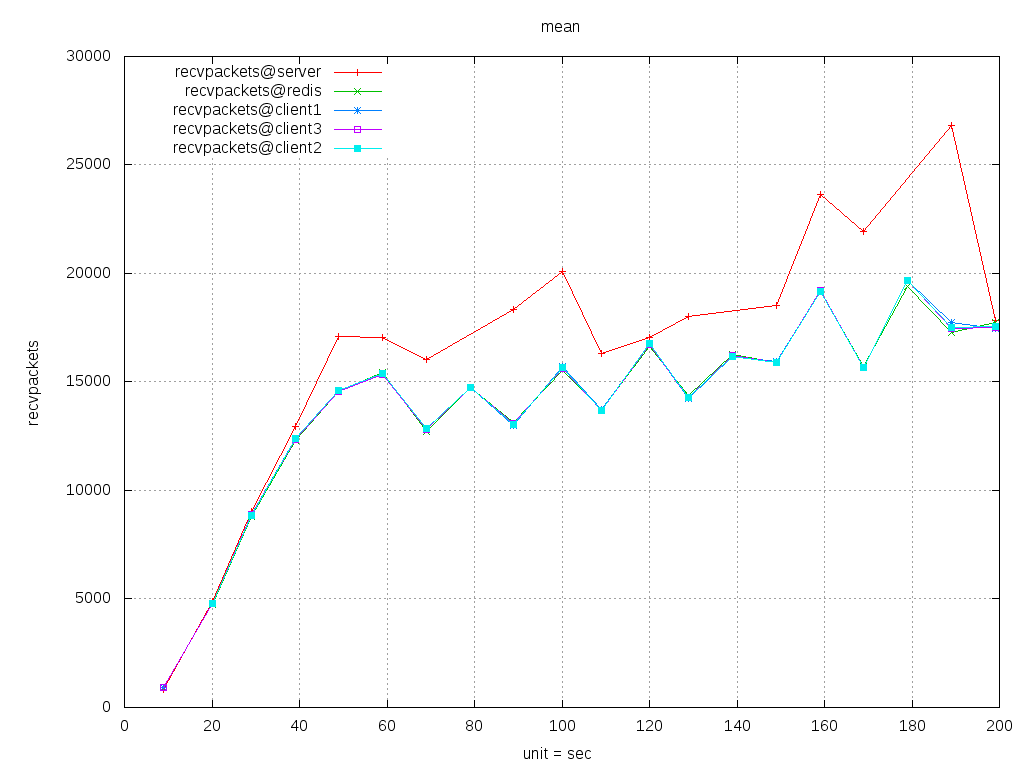 mean
30000
25000
20000
15000
10000
5000
0
recvpackets
recvpackets@server
recvpackets@redis
recvpackets@client1
recvpackets@client3
recvpackets@client2
0 20 40 60 80 100 120 140 160 180 200
unit = sec